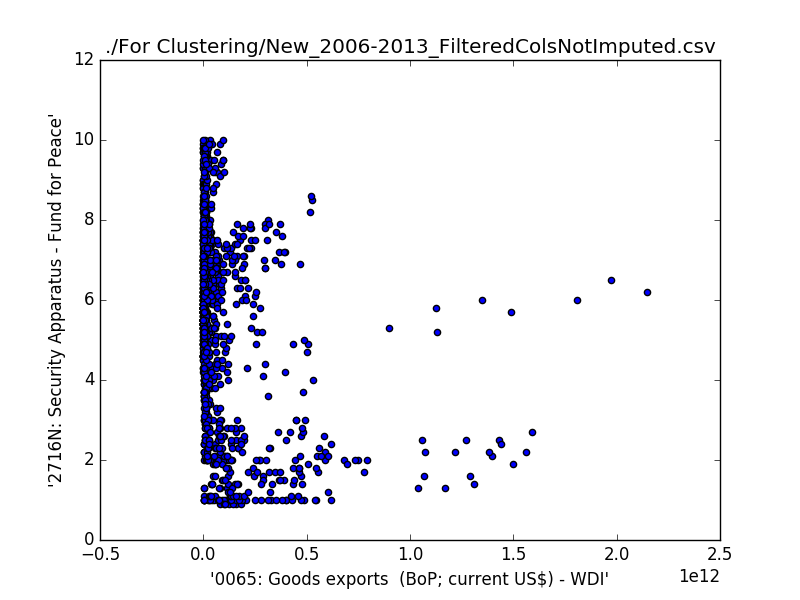 ./For Clustering/New_2006-2013_FilteredColsNotImputed.csv
12
10
8
6
4
2
0
'2716N: Security Apparatus - Fund for Peace'
−0.5 0.0 0.5 1.0 1.5 2.0 2.5
1e12
'0065: Goods exports  (BoP; current US$) - WDI'